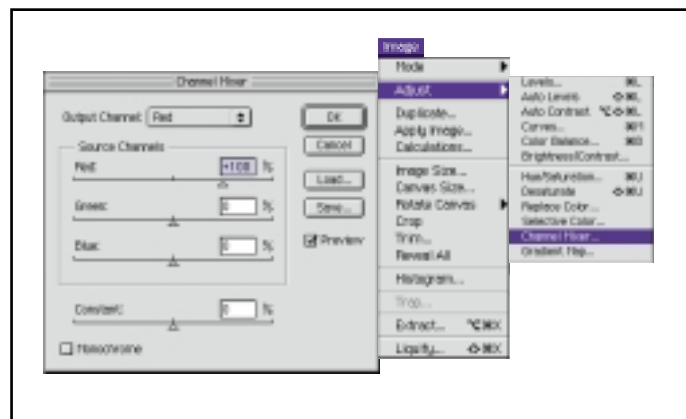 Channel Mixer
Output Channel: Red
OK
Cancel
Load...
Save...
Preview
Source Channels
Red: +100 %
Green: 0 %
Blue: 0 %
Constant: 0 %
Monochrome
Image
Mode
Adjust
Duplicate...
Apply Image...
Calculations...
Image Size...
Canvas Size...
Rotate Canvas
Crop
Trim...
Reveal All
Histogram...
Trap...
Extract... ⌥⌘X
Liquify... ⇧⌘X
Levels... ⌘L
Auto Levels ⇧⌘L
Auto Contrast ⌥⇧⌘L
Curves... ⌘M
Color Balance... ⌘B
Brightness/Contrast...
Hue/Saturation... ⌘U
Desaturate ⇧⌘U
Replace Color...
Selective Color...
Channel Mixer...
Gradient Map...